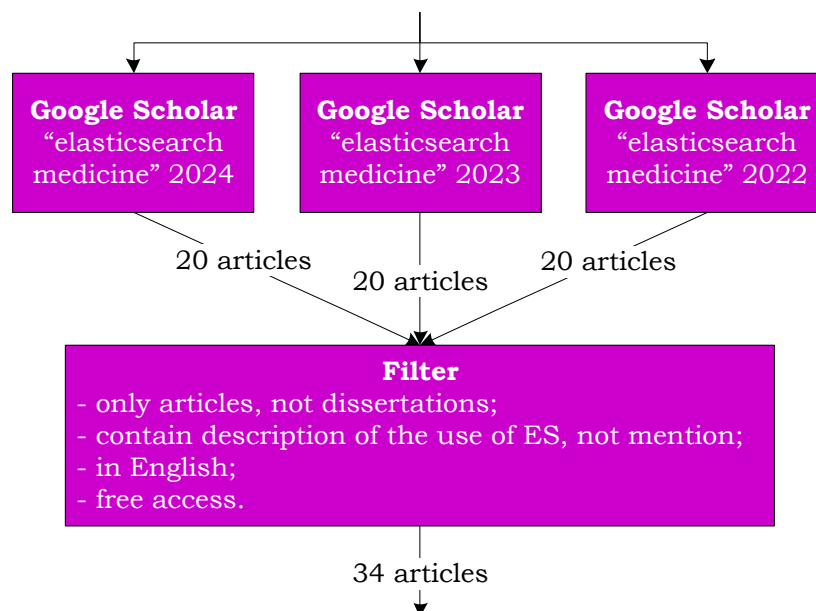 Google Scholar
“elasticsearch
medicine” 2024
Google Scholar
“elasticsearch
medicine” 2023
Google Scholar
“elasticsearch
medicine” 2022
20 articles
20 articles
20 articles
Filter
- only articles, not dissertations;
- contain description of the use of ES, not mention;
- in English;
- free access.
34 articles